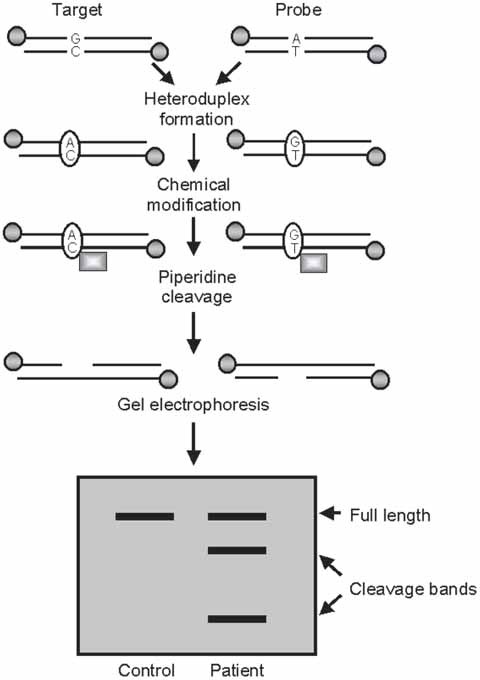 Target Probe
G A
C T
Heteroduplex
formation
A G
C T
Chemical
modification
A G
C T
Piperidine
cleavage
Gel electrophoresis
Full length
Cleavage bands
Control Patient